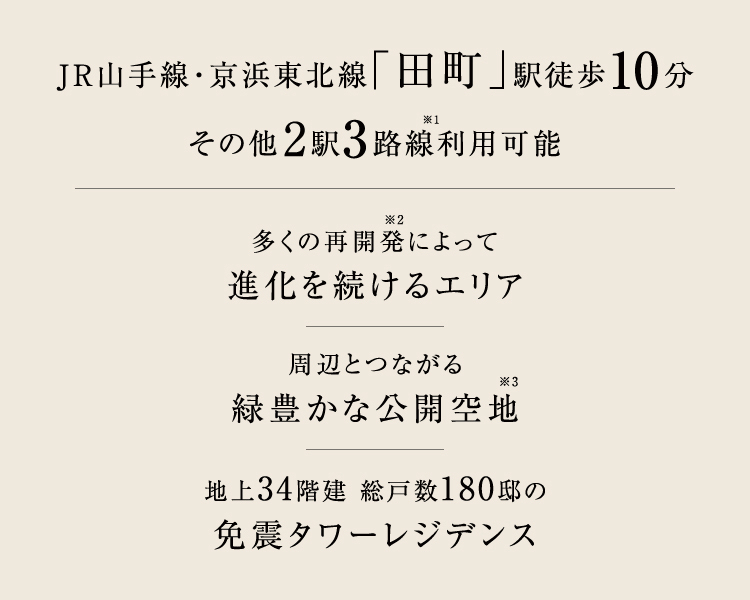 JR山手線・京浜東北線「田町」駅徒歩10分
※1
その他2駅3路線利用可能
※2
多くの再開発によって
進化を続けるエリア
周辺とつながる
※3
緑豊かな公開空地
地上34階建 総戸数180邸の
免震タワーレジデンス